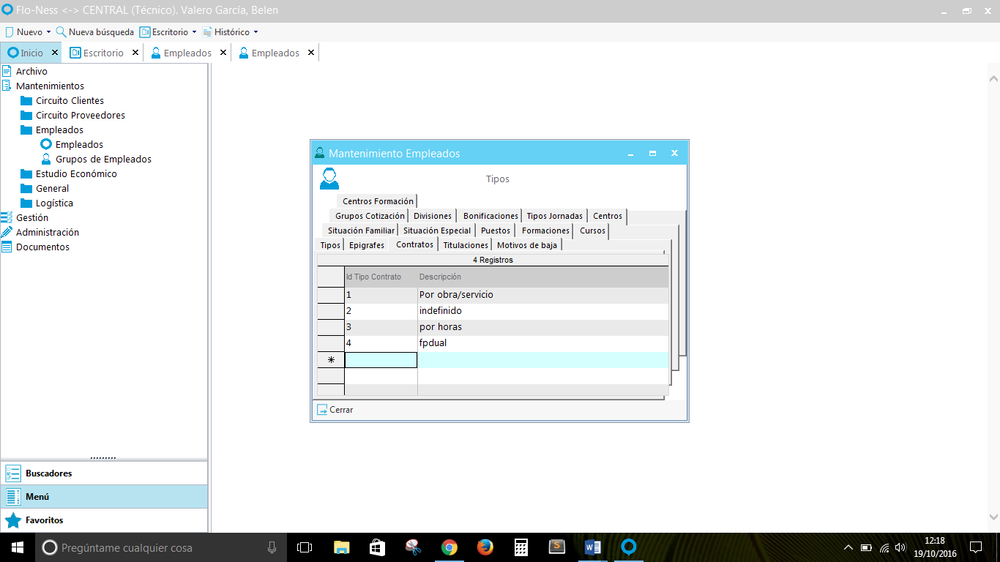 Flo-Ness <-> CENTRAL (Técnico). Valero García, Belen
Nuevo Nueva búsqueda Escritorio Histórico
Inicio Escritorio Empleados Empleados
Archivo
Mantenimientos
Circuito Clientes
Circuito Proveedores
Empleados
Empleados
Grupos de Empleados
Estudio Económico
General
Logística
Gestión
Administración
Documentos
Buscadores
Menú
Favoritos
Mantenimiento Empleados
Tipos
Centros Formación
Grupos Cotización Divisiones Bonificaciones Tipos Jornadas Centros
Situación Familiar Situación Especial Puestos Formaciones Cursos
Tipos Epigrafes Contratos Titulaciones Motivos de baja
4 Registros
Id Tipo Contrato Descripción
1 Por obra/servicio
2 indefinido
3 por horas
4 fpdual
Cerrar
Pregúntame cualquier cosa
12:18
19/10/2016